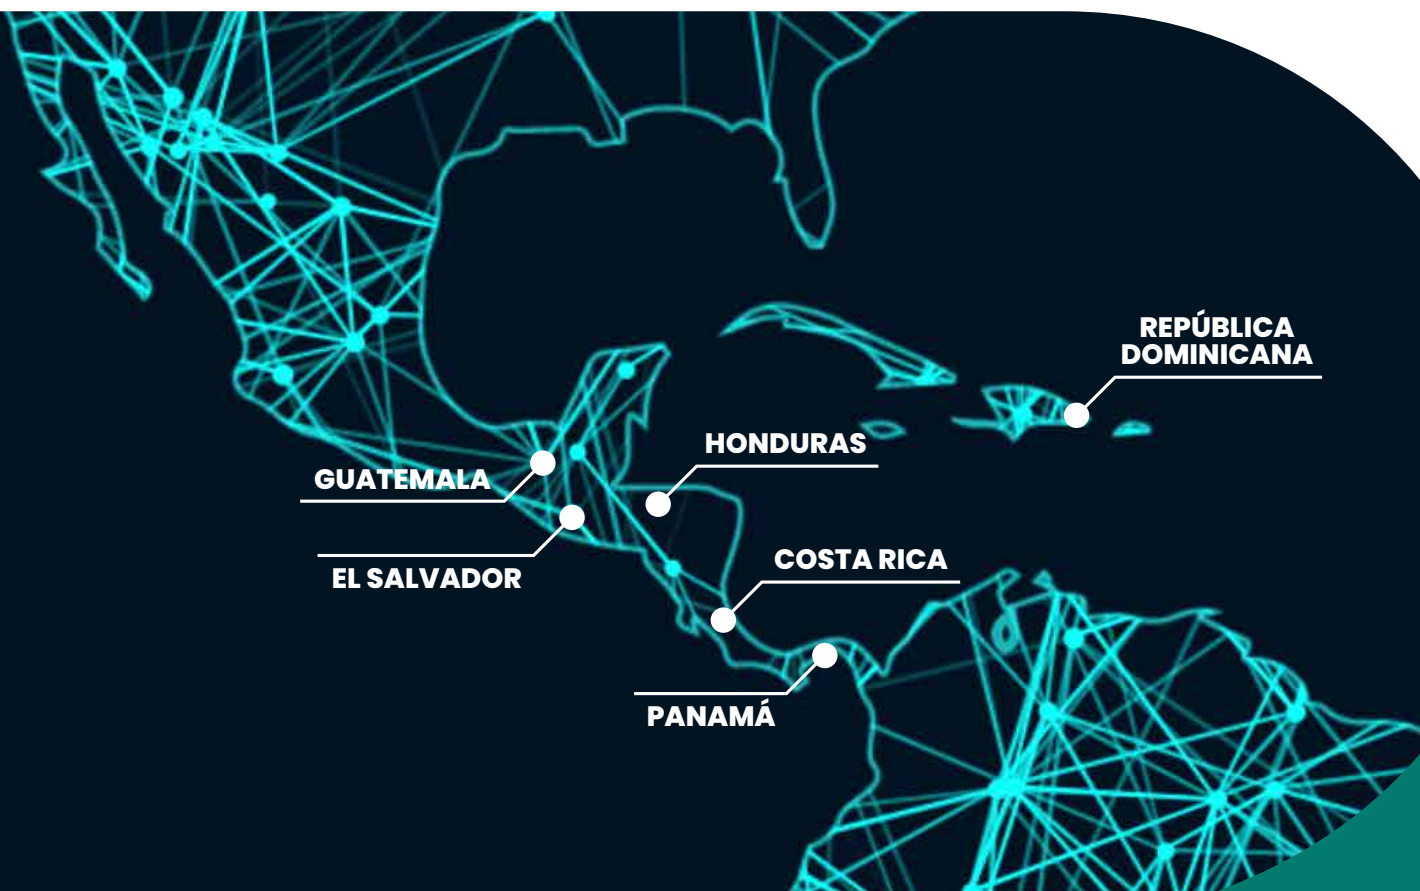 REPÚBLICA
DOMINICANA
HONDURAS
GUATEMALA
COSTA RICA
EL SALVADOR
PANAMÁ